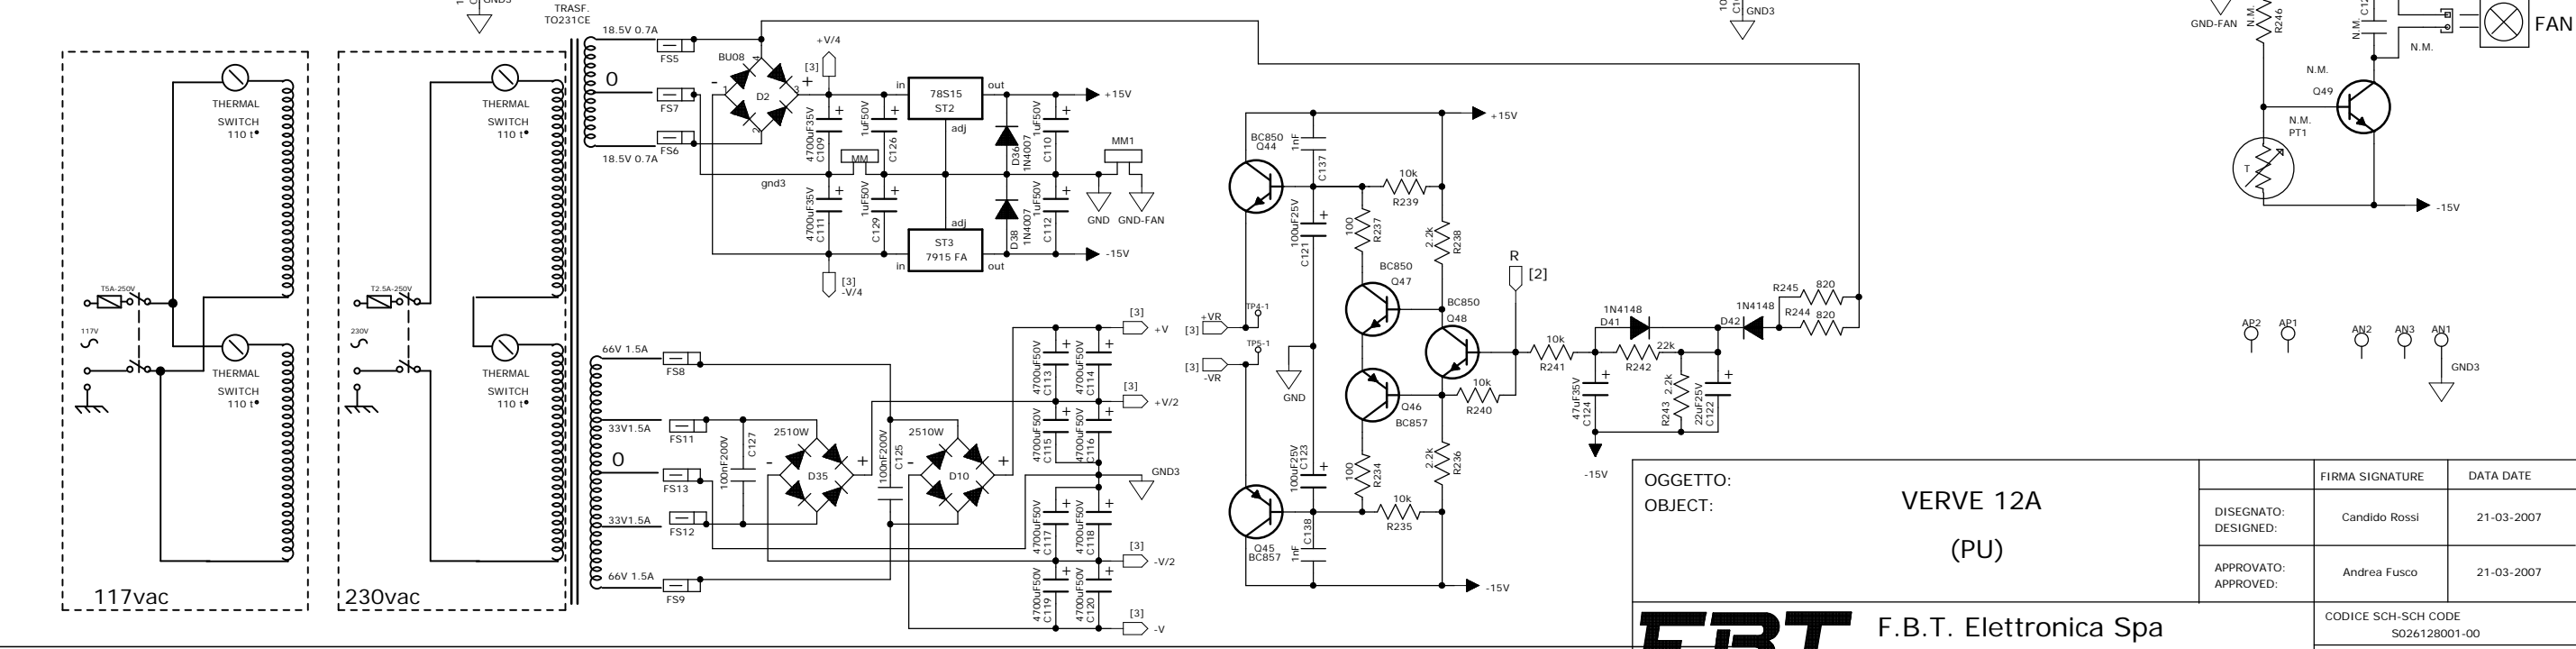 GND3
TRASF.
TO231CE
18.5V 0.7A
FS5
0
FS7
FS6
18.5V 0.7A
THERMAL
SWITCH
110 t°
T5A-250V
117V
THERMAL
SWITCH
110 t°
117vac
THERMAL
SWITCH
110 t°
T2.5A-250V
230V
THERMAL
SWITCH
110 t°
230vac
BU08
- +
4
1 3
2
D2
+V/4
[3]
4700uF35V
C109
1uF50V
C126
in
78S15
ST2
out
adj
+15V
D36
1N4007
1uF50V
C110
MM
MM1
gnd3
4700uF35V
C111
1uF50V
C129
adj
ST3
7915 FA
in
out
D38
1N4007
1uF50V
C112
GND
GND-FAN
-15V
[3]
-V/4
66V 1.5A
FS8
33V1.5A
FS11
0
FS13
33V1.5A
FS12
66V 1.5A
FS9
100nF200V
C127
2510W
- +
D35
100nF200V
C125
2510W
- +
D10
4700uF50V
C113
4700uF50V
C114
4700uF50V
C115
4700uF50V
C116
4700uF50V
C117
4700uF50V
C118
4700uF50V
C119
4700uF50V
C120
[3]
+V
[3]
+V/2
GND3
[3]
-V/2
[3]
-V
GND3
+15V
BC850
Q44
1nF
C137
10k
R239
100uF25V
C121
100
R237
2.2k
R238
BC850
Q47
R
[2]
BC850
Q48
TP4-1
+VR
[3]
TP5-1
[3]
-VR
GND
Q46
BC857
10k
R240
10k
R241
100uF25V
C123
100
R234
2.2k
R236
10k
R235
Q45
BC857
1nF
C138
-15V
1N4148
D41
1N4148
D42
R245 820
R244 820
22k
R242
47uF35V
C124
R243 2.2k
22uF25V
C122
-15V
GND-FAN
N.M.
R246
N.M.
N.M.
FAN
N.M.
Q49
N.M.
PT1
T
-15V
AP2
AP1
AN2
AN3
AN1
GND3
OGGETTO:
OBJECT:
VERVE 12A
(PU)
FIRMA SIGNATURE
DATA DATE
DISEGNATO:
DESIGNED:
Candido Rossi
21-03-2007
APPROVATO:
APPROVED:
Andrea Fusco
21-03-2007
FBT
F.B.T. Elettronica Spa
CODICE SCH-SCH CODE
S026128001-00